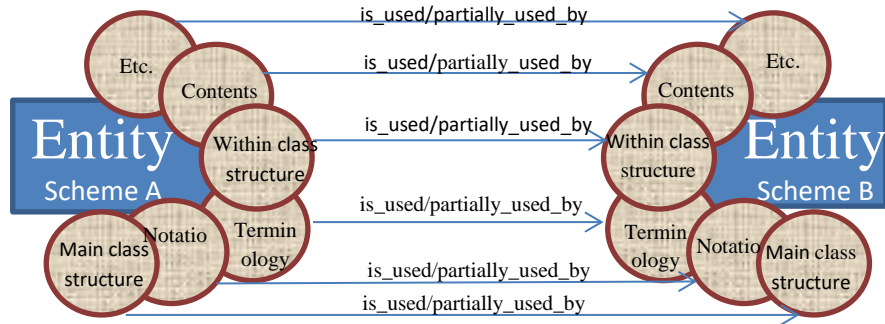 is_used/partially_used_by
Etc.
Etc.
is_used/partially_used_by
Contents
Contents
is_used/partially_used_by
Entity
Scheme A
Within class
structure
Within class
structure
Entity
Scheme B
is_used/partially_used_by
Termin
ology
Termin
ology
Notatio
Notatio
Main class
structure
Main class
structure
is_used/partially_used_by
is_used/partially_used_by